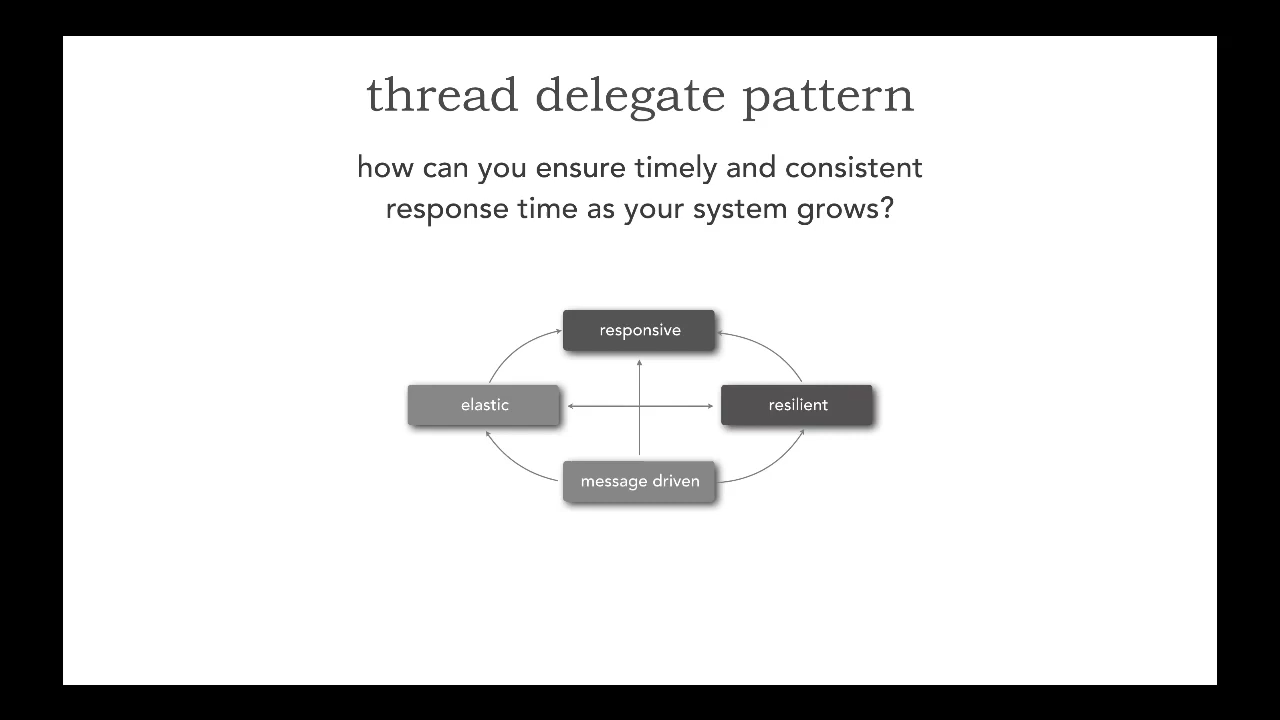 thread delegate pattern
how can you ensure timely and consistent
response time as your system grows?
responsive
elastic
resilient
message driven